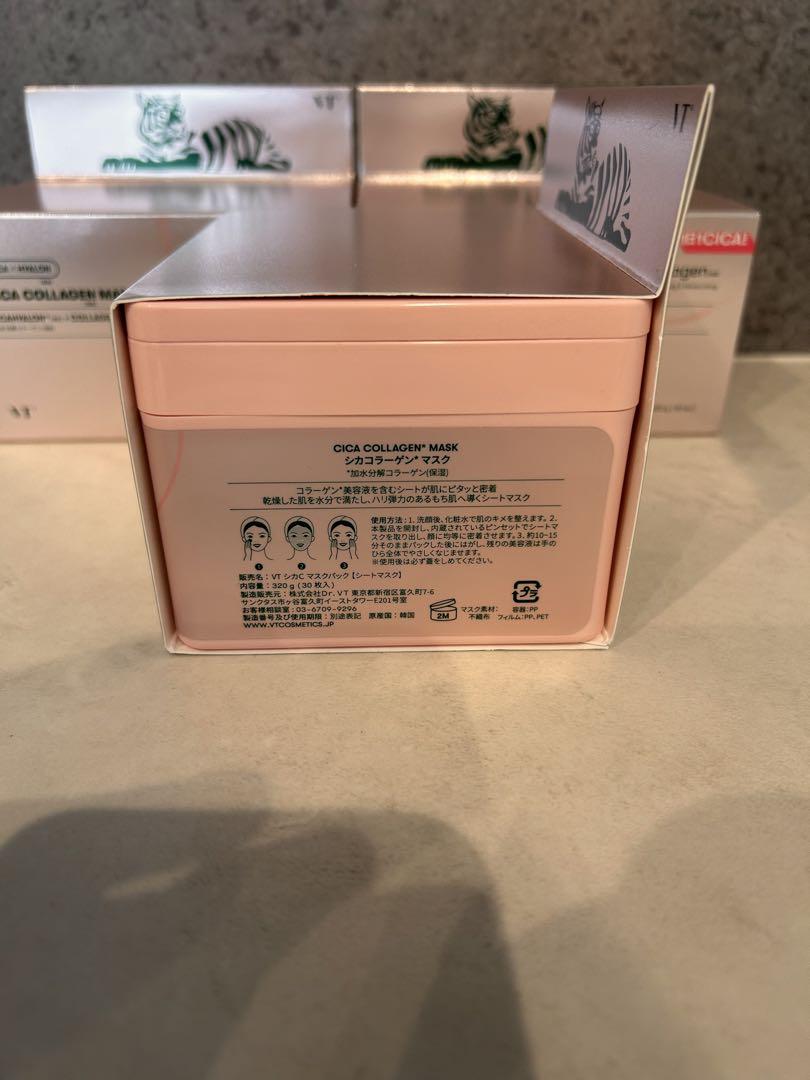 VT
VT
CICAL
CA COLLAGEN MA
VT
CICA COLLAGEN* MASK
シカコラーゲン* マスク
*加水分解コラーゲン(保湿)
コラーゲン*美容液を含むシートが肌にピタッと密着
乾燥した肌を水分で満たし、ハリ弾力のあるもち肌へ導くシートマスク
使用方法：1. 洗顔後、化粧水で肌のキメを整えます。2.
本製品を開封し、内蔵されているピンセットでシートマ
スクを取り出し、顔に均等に密着させます。3. 約10~15
分そのままパックした後にはがし、残りの美容液は手の
ひら全体でやさしくなじませます。
※使用後は必ず蓋をしめてください。
1 2 3
販売名：VT シカC マスクパック【シートマスク】
内容量：320 g (30 枚入)
製造販売元：株式会社Dr. VT 東京都新宿区富久町7-6
サンクタス市ヶ谷富久町イーストタワーE201号室
お客様相談室：03-6709-9296
製造番号及び使用期限：別途表記 原産国：韓国
WWW.VTCOSMETICS.JP
2M
マスク素材：
不織布
プラ
容器:PP
フィルム:PP, PET